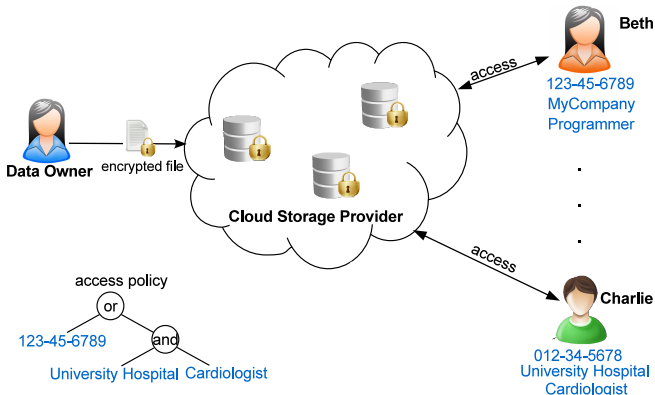 Beth
access
123-45-6789
MyCompany
Programmer
Data Owner
encrypted file
Cloud Storage Provider
access
Charlie
012-34-5678
University Hospital
Cardiologist
access policy
or
123-45-6789
and
University Hospital
Cardiologist